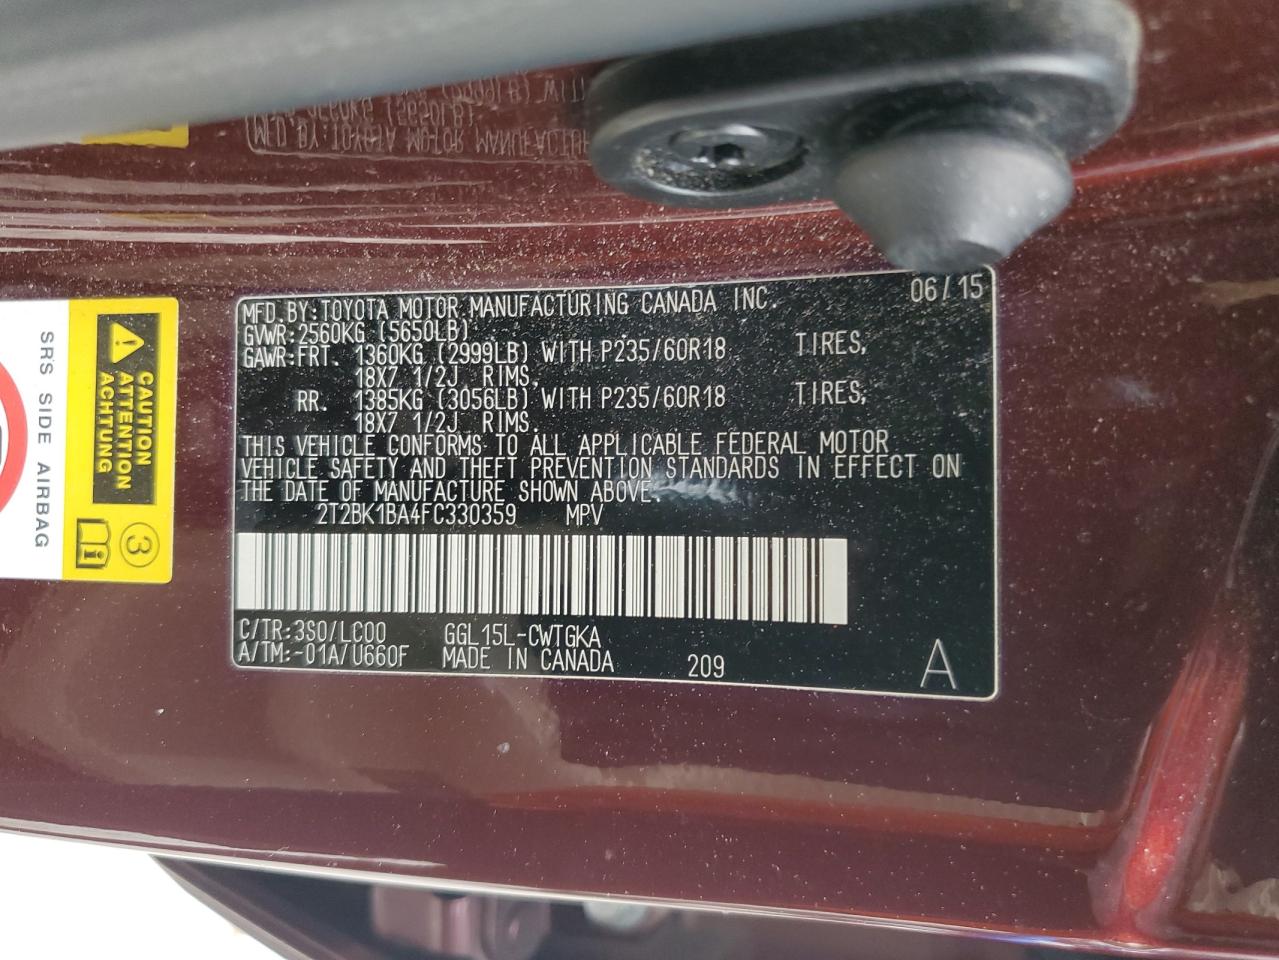 MFD.BY:TOYOTA MOTOR MANUFACTURING CANADA INC. 06/15
GVWR:2560KG (5650LB)
GAWR:FRT. 1360KG (2999LB) WITH P235/60R18 TIRES,
18X7 1/2J RIMS.
RR. 1385KG (3056LB) WITH P235/60R18 TIRES,
18X7 1/2J RIMS.
THIS VEHICLE CONFORMS TO ALL APPLICABLE FEDERAL MOTOR
VEHICLE SAFETY AND THEFT PREVENTION STANDARDS IN EFFECT ON
THE DATE OF MANUFACTURE SHOWN ABOVE.
2T2BK1BA4FC330359 MPV
C/TR:3S0/LC00 GGL15L-CWTGKA
A/TM:-01A/U660F MADE IN CANADA 209 A
SRS SIDE AIRBAG
CAUTION
ATTENTION
ACHTUNG
3